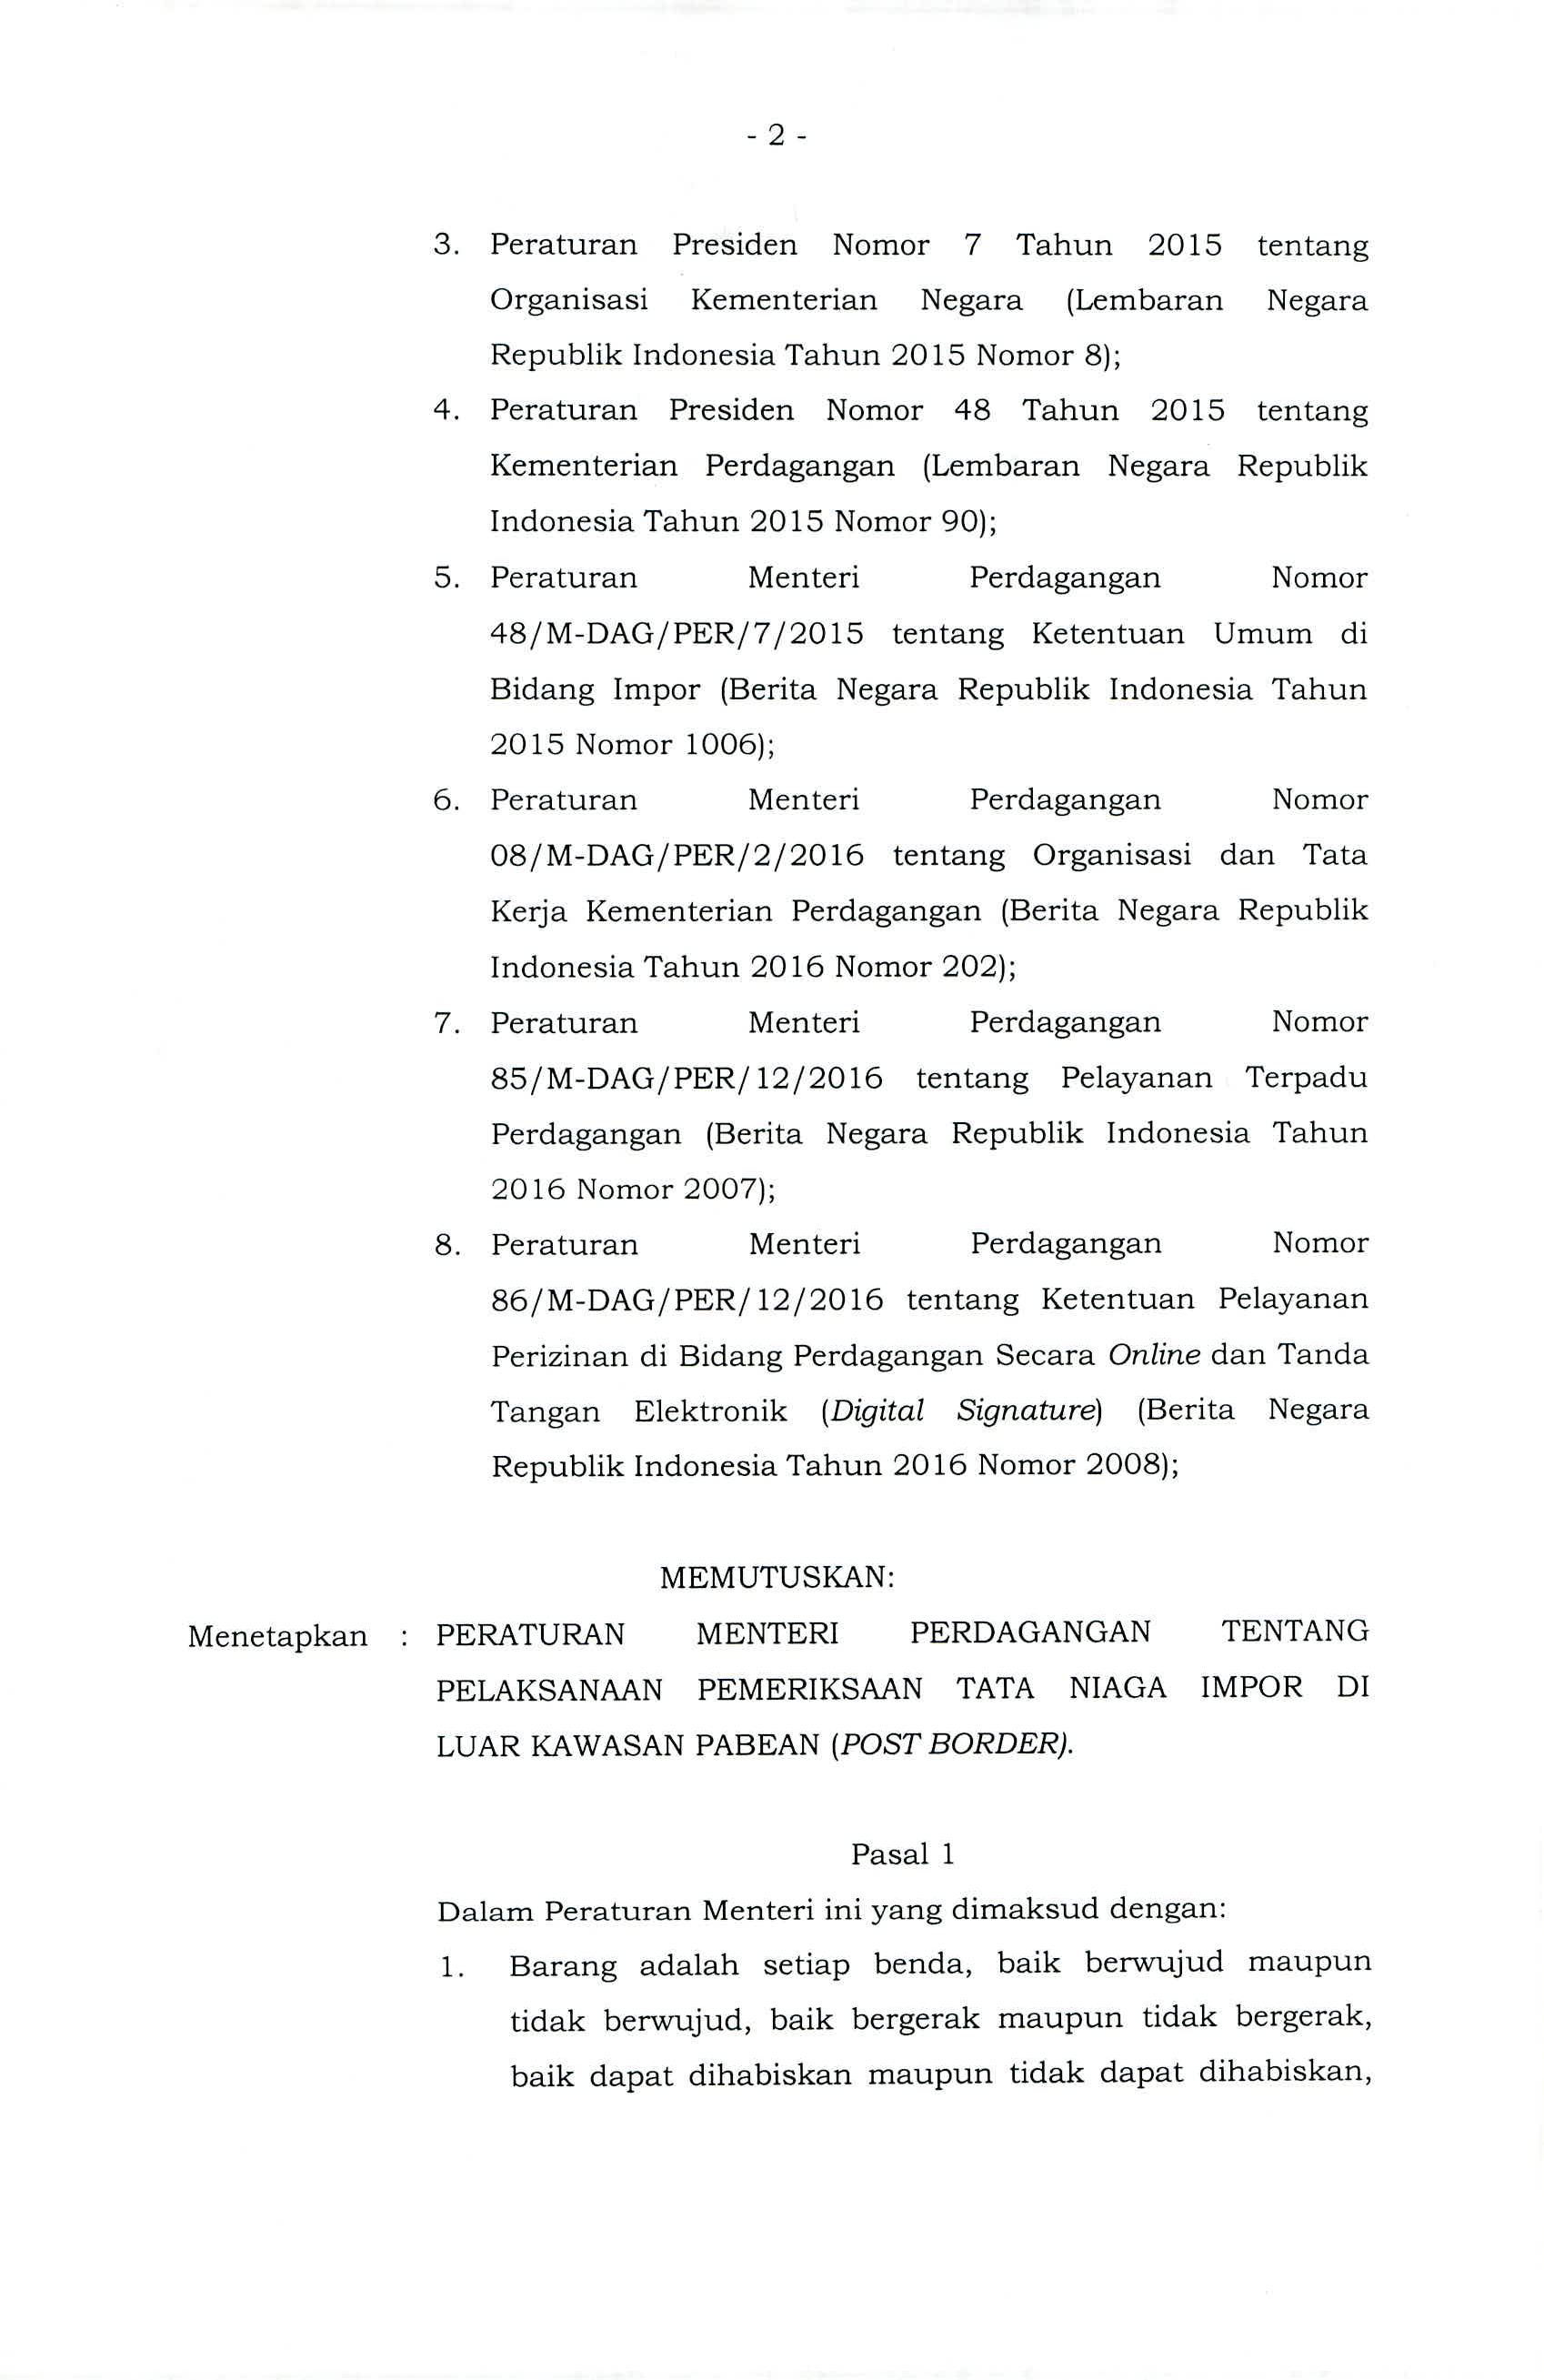 - 2 -
3. Peraturan Presiden Nomor 7 Tahun 2015 tentang
Organisasi Kementerian Negara (Lembaran Negara
Republik Indonesia Tahun 2015 Nomor 8);
4. Peraturan Presiden Nomor 48 Tahun 2015 tentang
Kementerian Perdagangan (Lembaran Negara Republik
Indonesia Tahun 2015 Nomor 90);
5. Peraturan Menteri Perdagangan Nomor
48/M-DAG/PER/7/2015 tentang Ketentuan Umum di
Bidang Impor (Berita Negara Republik Indonesia Tahun
2015 Nomor 1006);
6. Peraturan Menteri Perdagangan Nomor
08/M-DAG/PER/2/2016 tentang Organisasi dan Tata
Kerja Kementerian Perdagangan (Berita Negara Republik
Indonesia Tahun 2016 Nomor 202);
7. Peraturan Menteri Perdagangan Nomor
85/M-DAG/PER/12/2016 tentang Pelayanan Terpadu
Perdagangan (Berita Negara Republik Indonesia Tahun
2016 Nomor 2007);
8. Peraturan Menteri Perdagangan Nomor
86/M-DAG/PER/12/2016 tentang Ketentuan Pelayanan
Perizinan di Bidang Perdagangan Secara Online dan Tanda
Tangan Elektronik (Digital Signature) (Berita Negara
Republik Indonesia Tahun 2016 Nomor 2008);
MEMUTUSKAN:
Menetapkan : PERATURAN MENTERI PERDAGANGAN TENTANG
PELAKSANAAN PEMERIKSAAN TATA NIAGA IMPOR DI
LUAR KAWASAN PABEAN (POST BORDER).
Pasal 1
Dalam Peraturan Menteri ini yang dimaksud dengan:
1. Barang adalah setiap benda, baik berwujud maupun
tidak berwujud, baik bergerak maupun tidak bergerak,
baik dapat dihabiskan maupun tidak dapat dihabiskan,